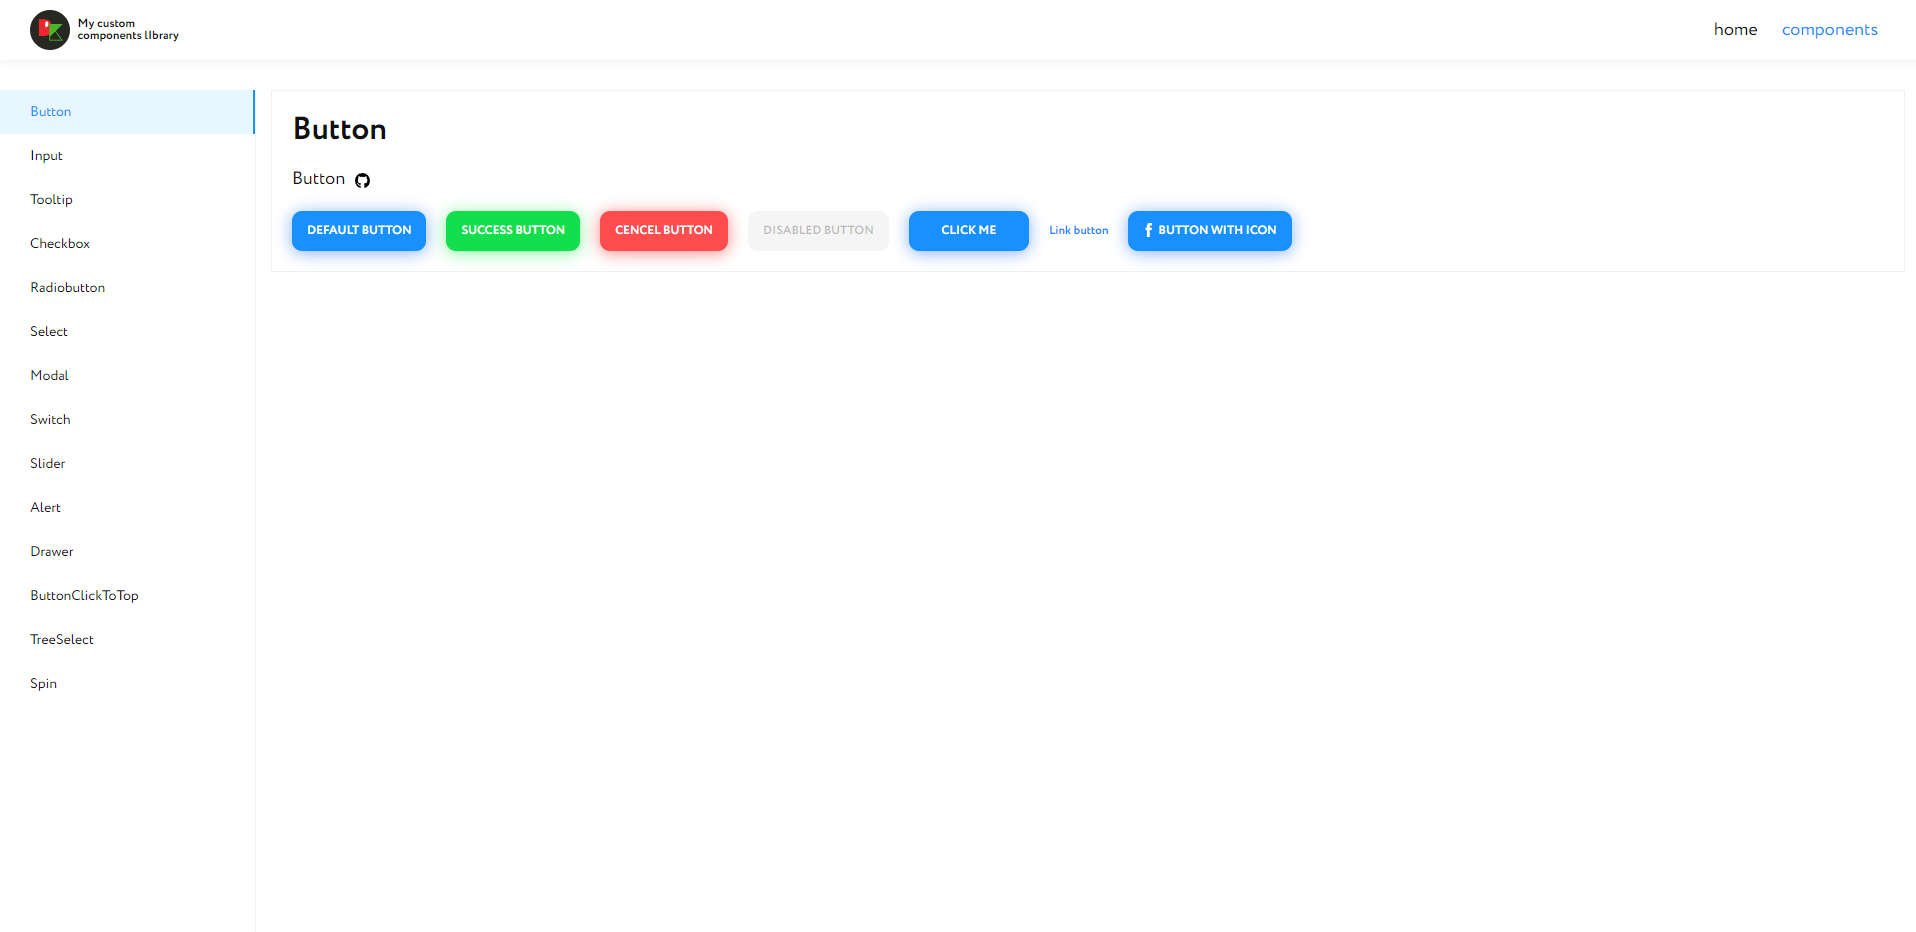 My custom
components lIbrary
home
components
Button
Input
Tooltip
Checkbox
Radiobutton
Select
Modal
Switch
Slider
Alert
Drawer
ButtonClickToTop
TreeSelect
Spin
Button
Button
DEFAULT BUTTON
SUCCESS BUTTON
CENCEL BUTTON
DISABLED BUTTON
CLICK ME
Link button
BUTTON WITH ICON